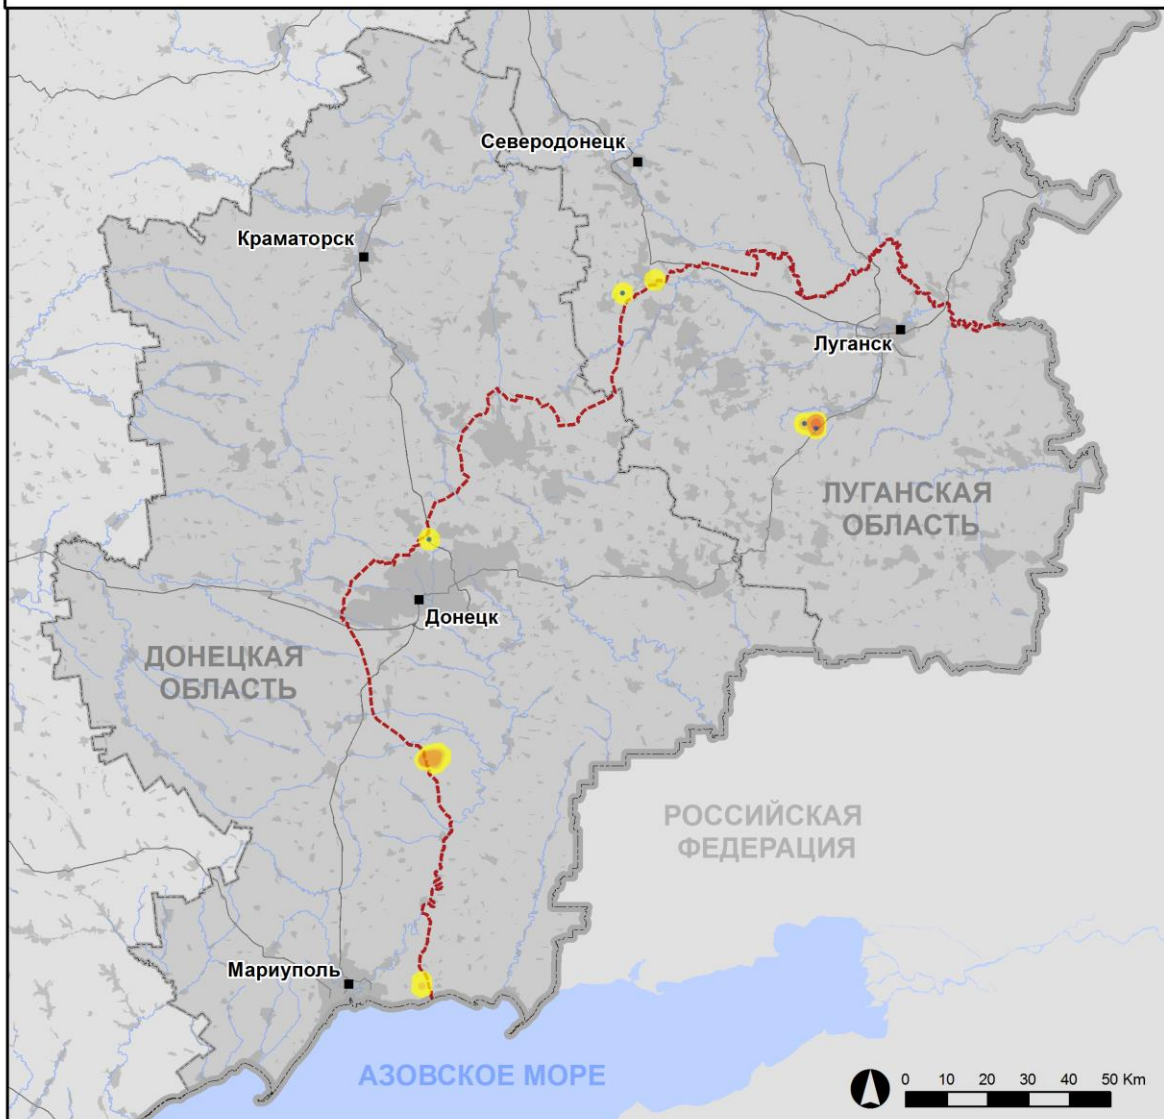 Северодонецк
Краматорск
Луганск
ЛУГАНСКАЯ
ОБЛАСТЬ
Донецк
ДОНЕЦКАЯ
ОБЛАСТЬ
РОССИЙСКАЯ
ФЕДЕРАЦИЯ
Мариуполь
АЗОВСКОЕ МОРЕ
0 10 20 30 40 50 Km